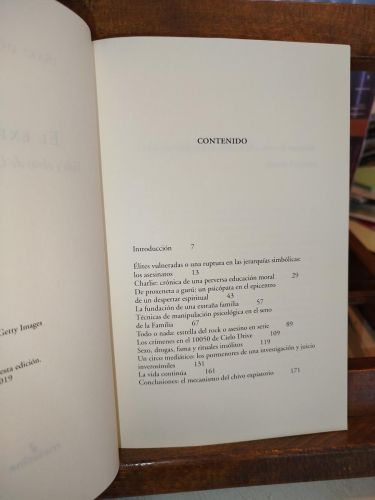 EL EXP
Getty Images
esta edición.
019
CONTENIDO
Introducción 7
Élites vulneradas o una ruptura en las jerarquías simbólicas:
los asesinatos 13
Charlie: crónica de una perversa educación moral 29
De proxeneta a gurú: un psicópata en el epicentro
de un despertar espiritual 43
La fundación de una extraña familia 57
Técnicas de manipulación psicológica en el seno
de la Familia 67
Todo o nada: estrella del rock o asesino en serie 89
Los crímenes en el 10050 de Cielo Drive 109
Sexo, drogas, fama y rituales insólitos 119
Un circo mediático: los pormenores de una investigación y juicio
inverosímiles 131
La vida continúa 161
Conclusiones: el mecanismo del chivo expiatorio 171